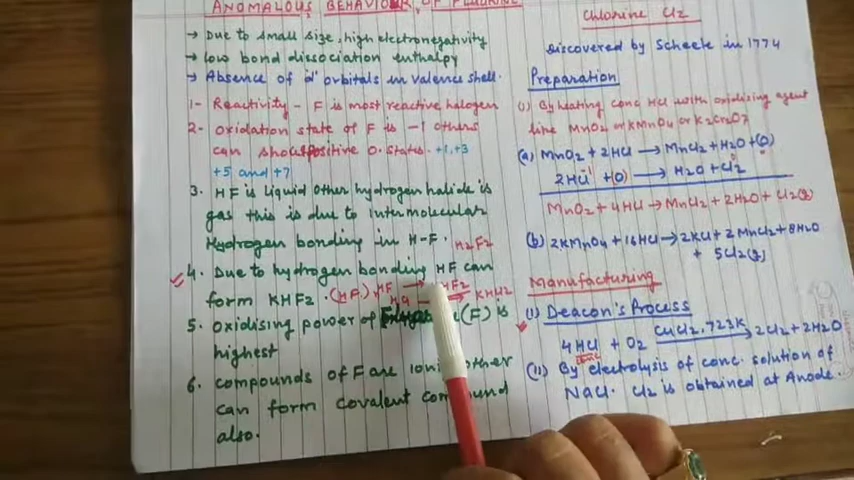 ANOMALOUS BEHAVIOUR OF FLUORINE
→ Due to small size, high electronegativity
→ low bond dissociation enthalpy
→ Absence of d' orbitals in valence shell.
1- Reactivity - F is most reactive halogen
2- oxidation state of F is -1 others
can show positive O. states. +1, +3
+5 and +7
3. HF is liquid other hydrogen halide is
gas this is due to intermolecular
Hydrogen bonding in H-F. H2F2
4. Due to hydrogen bonding HF can
form KHF2. (HF) HF → HF2
KHCl2
5. oxidising power of (F) is
highest
6. compounds of F are ionic other
can form covalent compound
also.
Chlorine Cl2
discovered by Scheele in 1774
Preparation
(i) By heating conc HCl with oxidising agent
like MnO2 or KMnO4 or K2Cr2O7
(a) MnO2 + 2HCl → MnCl2 + H2O + (O)
2HCl + (O) → H2O + Cl2
MnO2 + 4HCl → MnCl2 + 2H2O + Cl2(g)
(b) 2KMnO4 + 16HCl → 2KCl + 2MnCl2 + 8H2O
+ 5Cl2(g)
Manufacturing
(i) Deacon's Process
4HCl + O2 CuCl2, 723K 2Cl2 + 2H2O
(ii) By electrolysis of conc. solution of
NaCl. Cl2 is obtained at Anode.